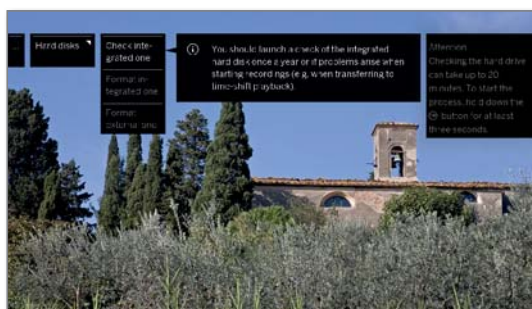 ...
Hard disks
Check inte-
grated one
Format in-
tegrated one
Format
external one
You should launch a check of the integrated
hard disk once a year or if problems arise when
starting recordings (e.g. when transferring to
time-shift playback).
Attention
Checking the hard drive
can take up to 20
minutes. To start the
process, hold down the
button for at least
three seconds.